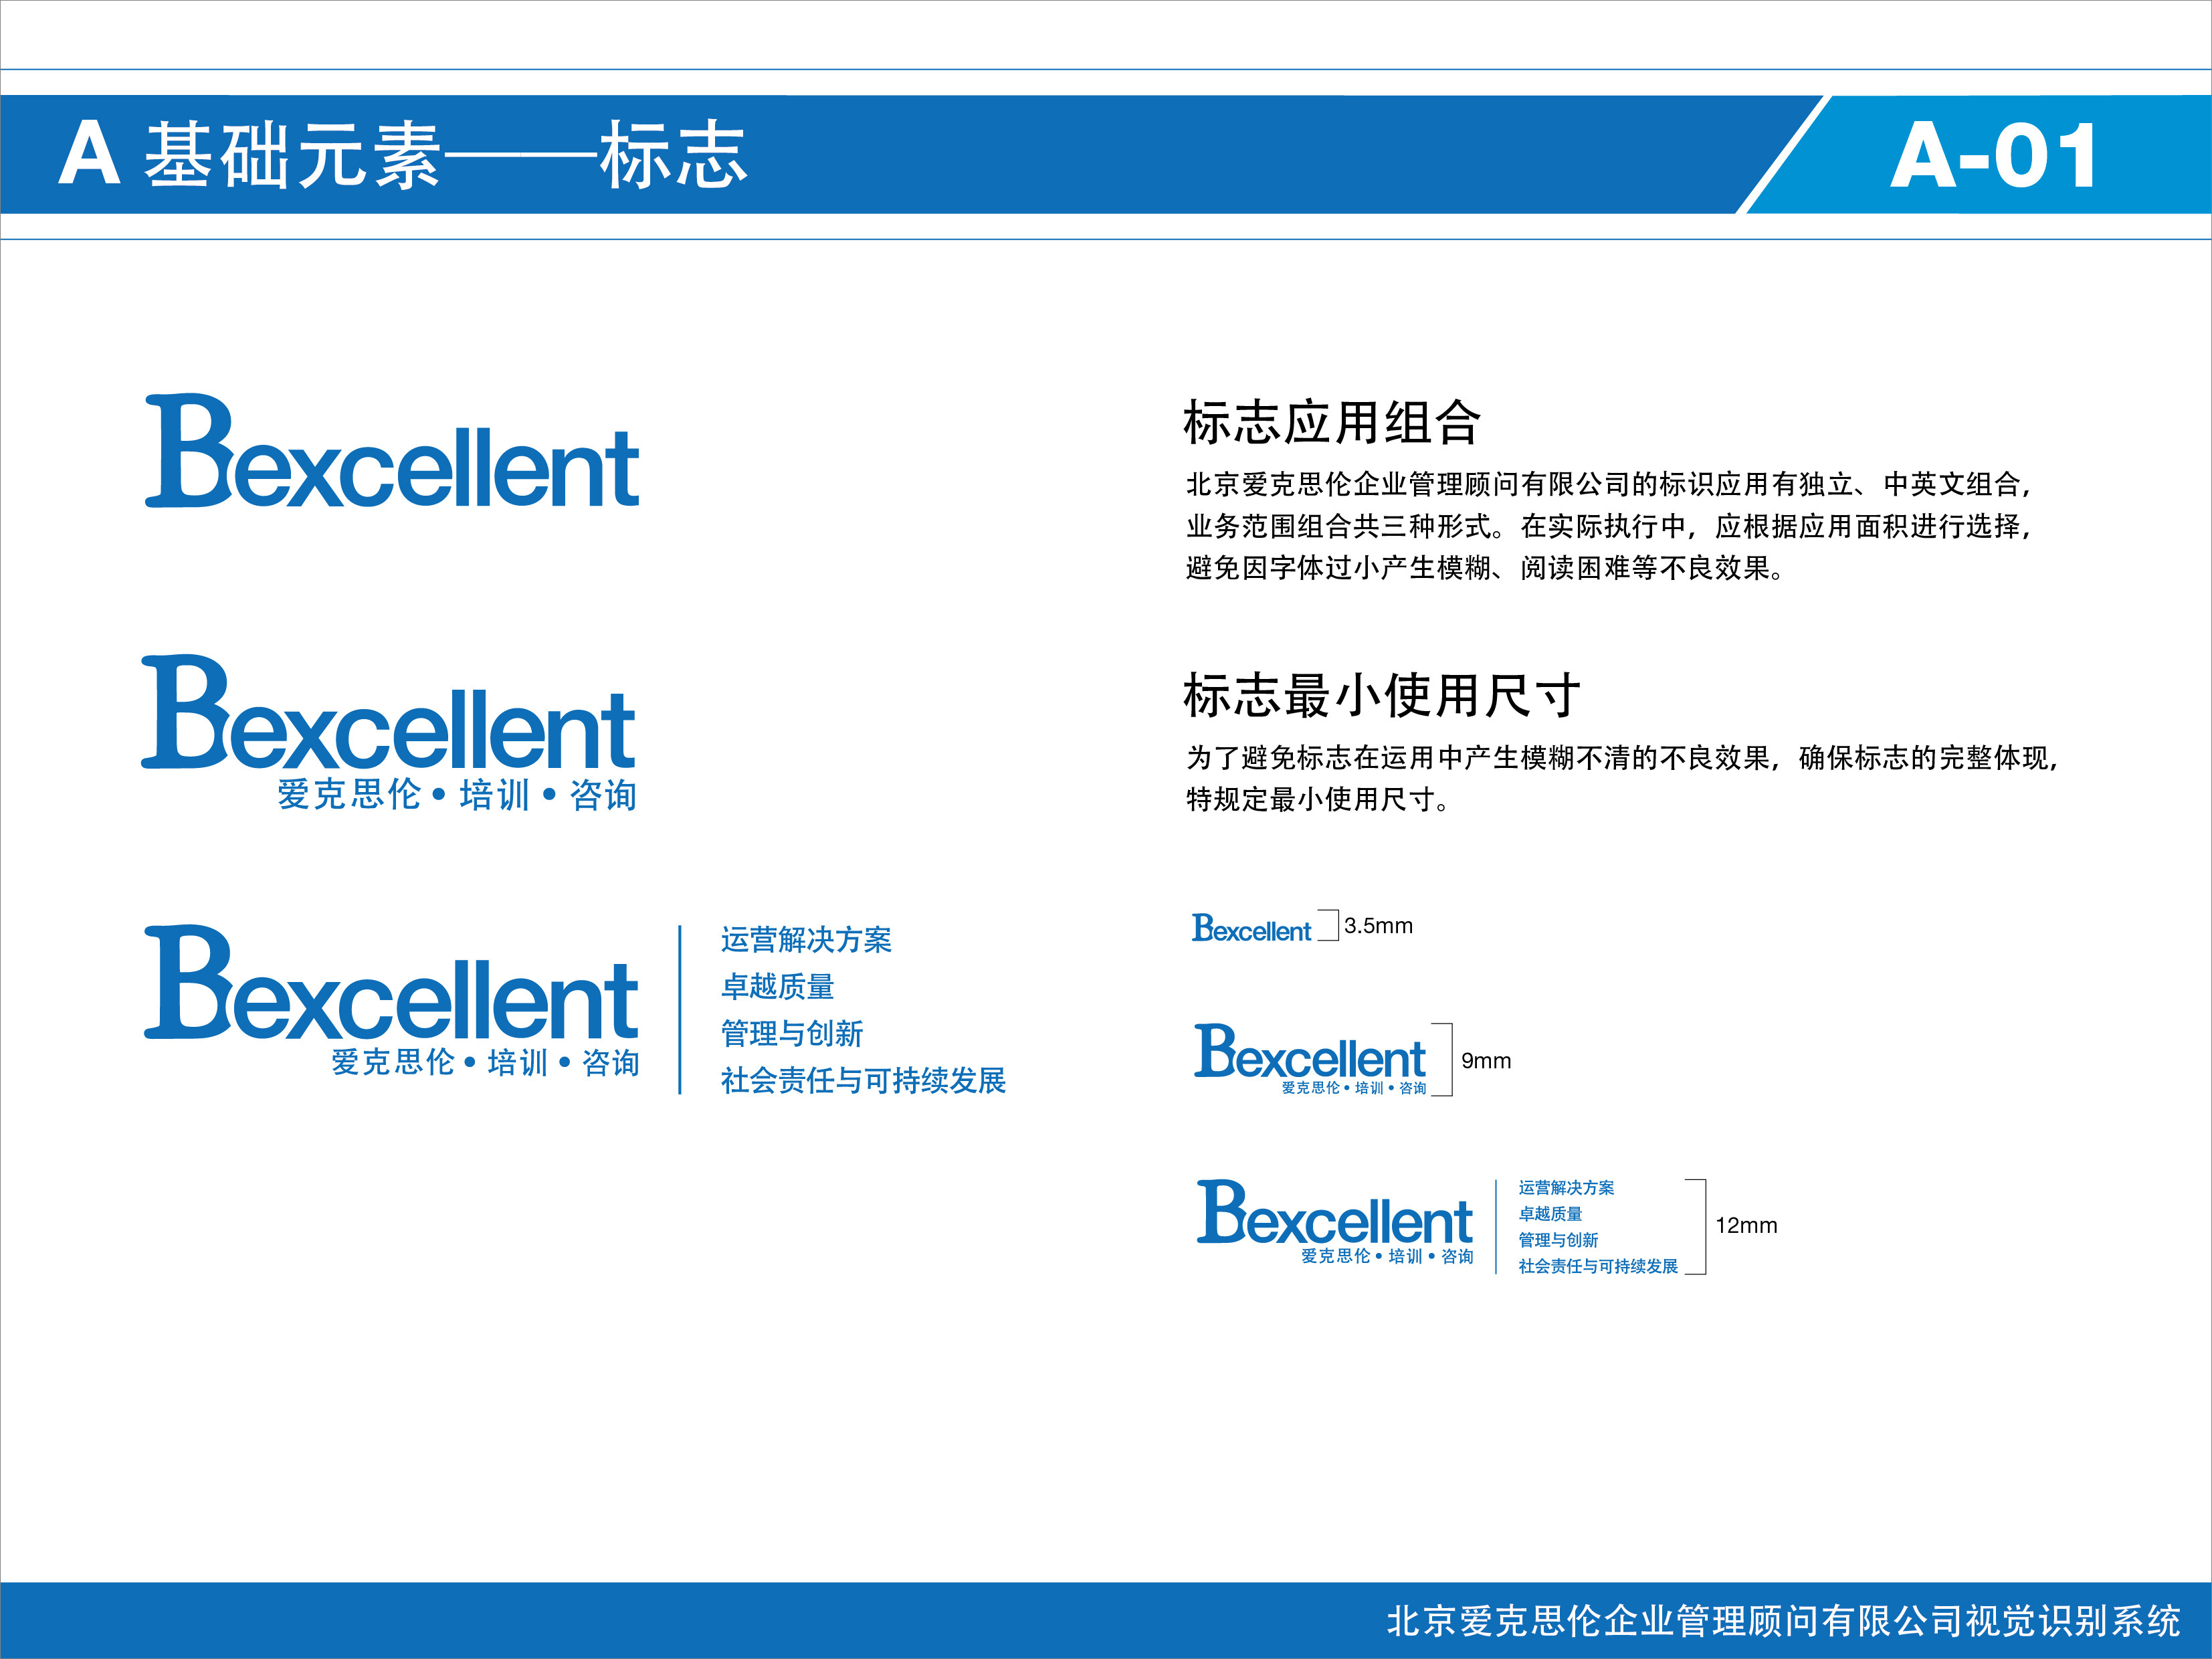 A 基础元素——标志
A-01
Bexcellent
Bexcellent
爱克思伦•培训•咨询
Bexcellent
爱克思伦•培训•咨询
运营解决方案
卓越质量
管理与创新
社会责任与可持续发展
标志应用组合
北京爱克思伦企业管理顾问有限公司的标识应用有独立、中英文组合，
业务范围组合共三种形式。在实际执行中，应根据应用面积进行选择，
避免因字体过小产生模糊、阅读困难等不良效果。
标志最小使用尺寸
为了避免标志在运用中产生模糊不清的不良效果，确保标志的完整体现，
特规定最小使用尺寸。
Bexcellent
3.5mm
Bexcellent
爱克思伦•培训•咨询
9mm
Bexcellent
爱克思伦•培训•咨询
运营解决方案
卓越质量
管理与创新
社会责任与可持续发展
12mm
北京爱克思伦企业管理顾问有限公司视觉识别系统